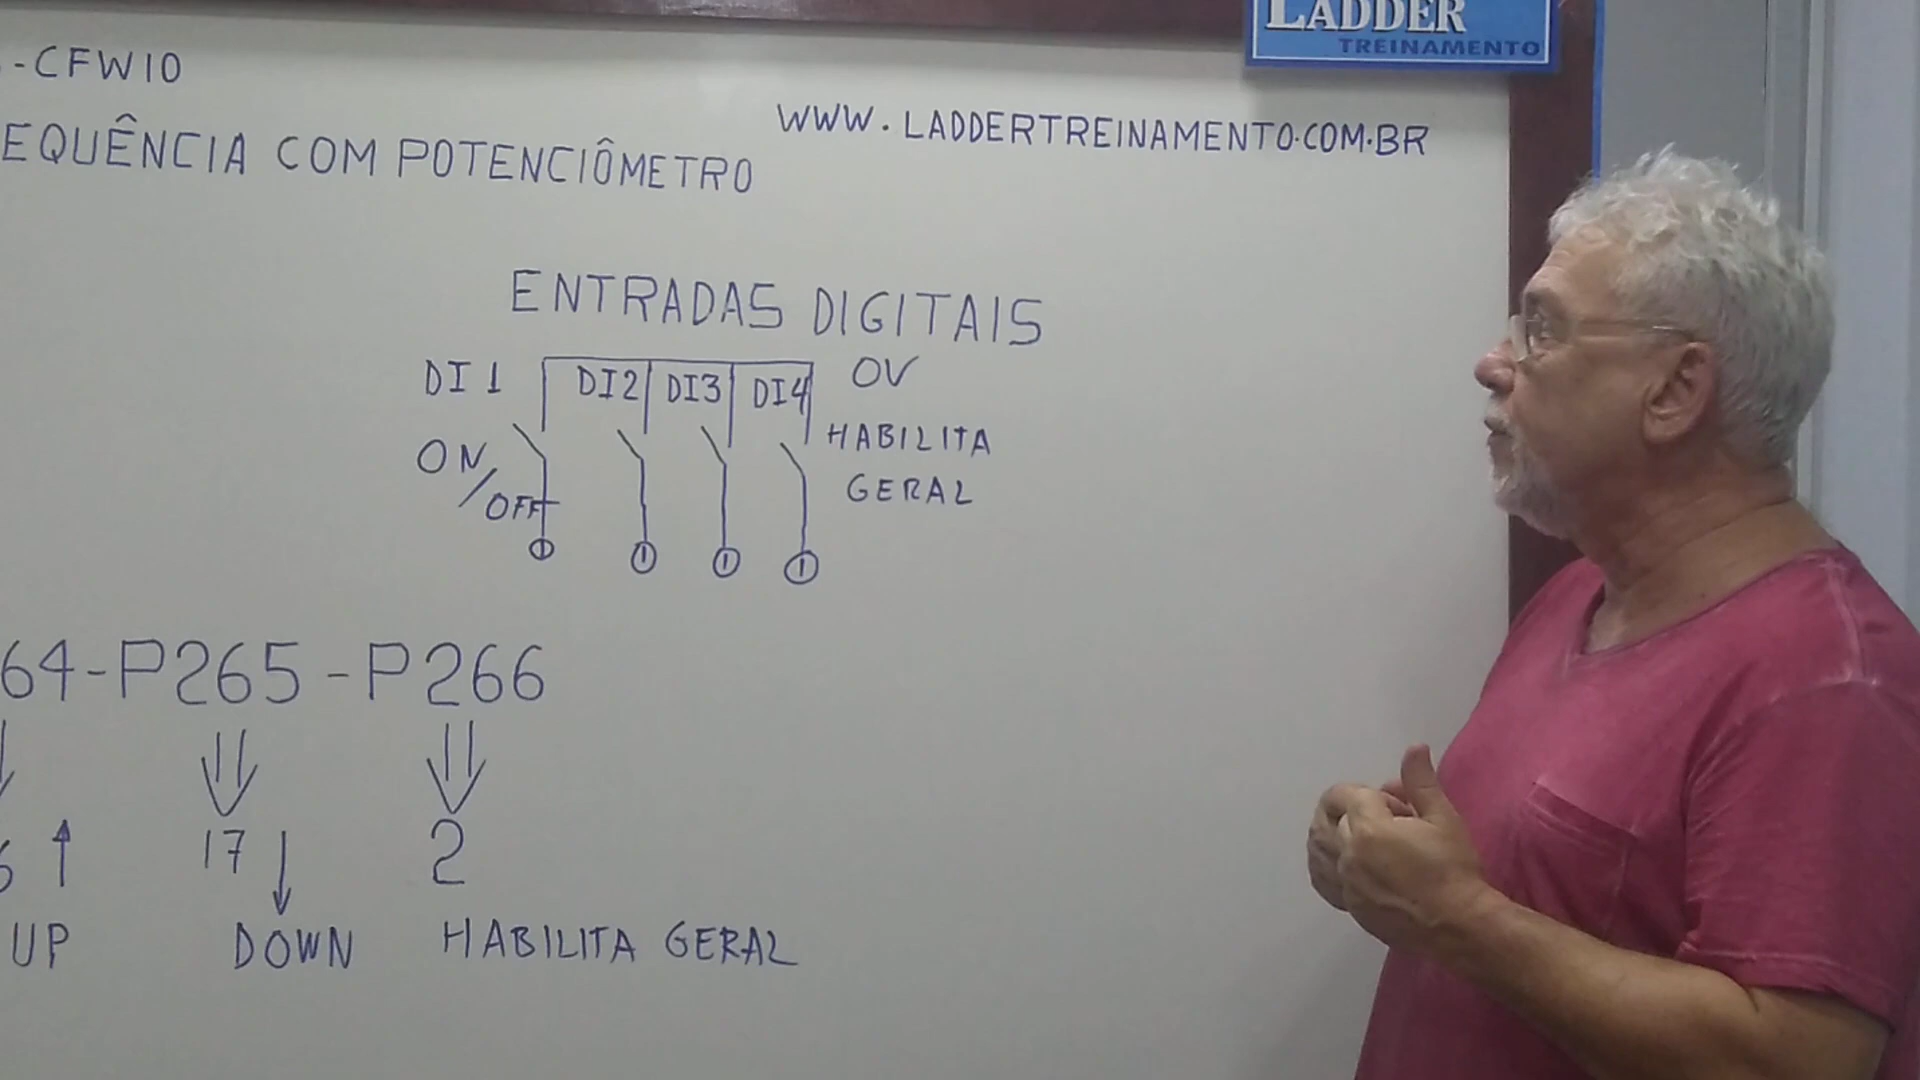 LADDER
TREINAMENTO
-CFW10
WWW.LADDERTREINAMENTO.COM.BR
EQUÊNCIA COM POTENCIÔMETRO
ENTRADAS DIGITAIS
DI1 DI2 DI3 DI4 0V
ON/OFF
HABILITA
GERAL
64-P265-P266
6 17 2
UP DOWN HABILITA GERAL